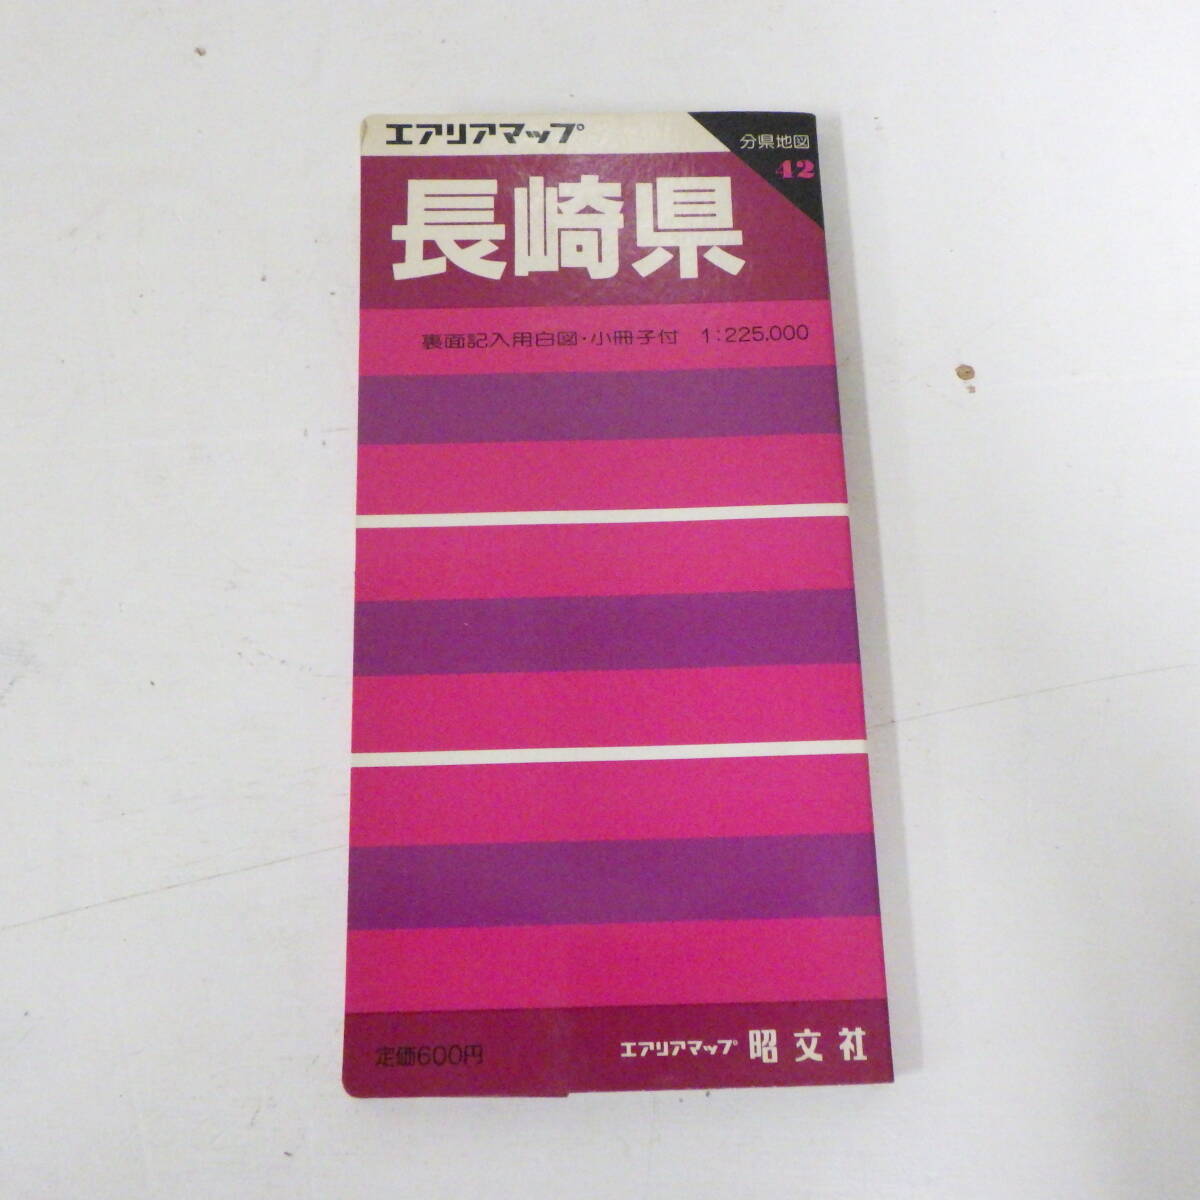 エアリアマップ
分県地図
42
長崎県
裏面記入用白図・小冊子付 1:225,000
定価600円
エアリアマップ 昭文社